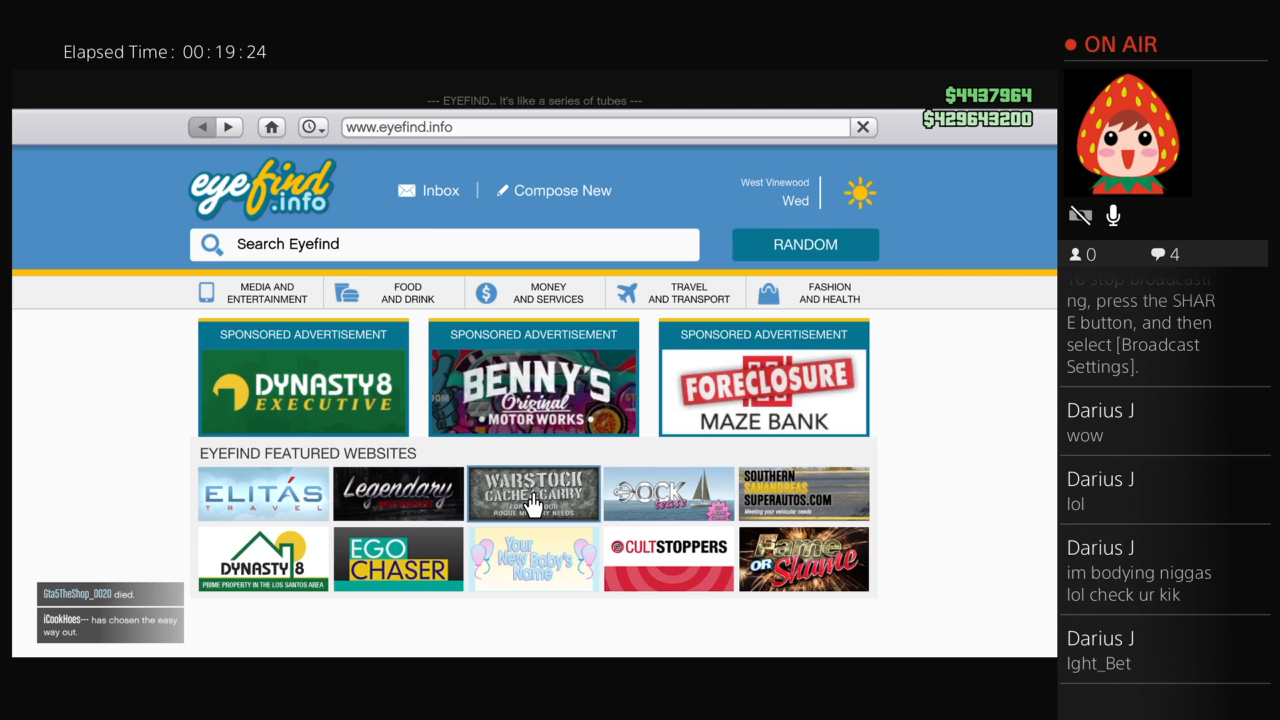 Elapsed Time: 00:19:24
ON AIR
--- EYEFIND... It's like a series of tubes ---
$4437964
$429643200
www.eyefind.info
eyefind
.info
Inbox
Compose New
West Vinewood
Wed
Search Eyefind
RANDOM
MEDIA AND
ENTERTAINMENT
FOOD
AND DRINK
MONEY
AND SERVICES
TRAVEL
AND TRANSPORT
FASHION
AND HEALTH
SPONSORED ADVERTISEMENT
DYNASTY8
EXECUTIVE
SPONSORED ADVERTISEMENT
BENNY'S
Original
MOTOR WORKS
SPONSORED ADVERTISEMENT
FORECLOSURE
MAZE BANK
EYEFIND FEATURED WEBSITES
ELITÁS
TRAVEL
Legendary
WARSTOCK
CACHE & CARRY
DOCK
tease
SOUTHERN
SANANDREAS
SUPERAUTOS.COM
Meeting your vehicular needs
DYNASTY 8
PRIME PROPERTY IN THE LOS SANTOS AREA
EGO
CHASER
Your
New Baby's
Name
CULTSTOPPERS
Fame
OR Shame
Gta5TheShop_0020 died.
iCookHoes--- has chosen the easy
way out.
0
4
To stop broadcasti
ng, press the SHAR
E button, and then
select [Broadcast
Settings].
Darius J
wow
Darius J
lol
Darius J
im bodying niggas
lol check ur kik
Darius J
Ight_Bet